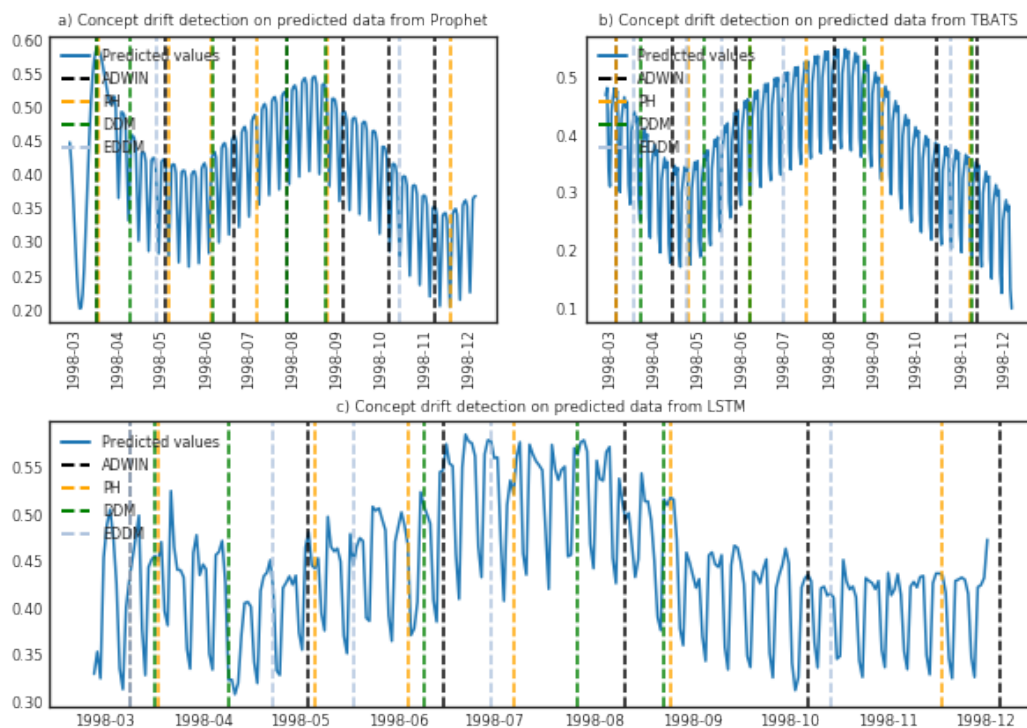 a) Concept drift detection on predicted data from Prophet
0.60
0.55
0.50
0.45
0.40
0.35
0.30
0.25
0.20
Predicted values
ADWIN
PH
DDM
EDDM
1998-03
1998-04
1998-05
1998-06
1998-07
1998-08
1998-09
1998-10
1998-11
1998-12
b) Concept drift detection on predicted data from TBATS
0.5
0.4
0.3
0.2
0.1
Predicted values
ADWIN
PH
DDM
EDDM
1998-03
1998-04
1998-05
1998-06
1998-07
1998-08
1998-09
1998-10
1998-11
1998-12
c) Concept drift detection on predicted data from LSTM
0.55
0.50
0.45
0.40
0.35
0.30
Predicted values
ADWIN
PH
DDM
EDDM
1998-03
1998-04
1998-05
1998-06
1998-07
1998-08
1998-09
1998-10
1998-11
1998-12